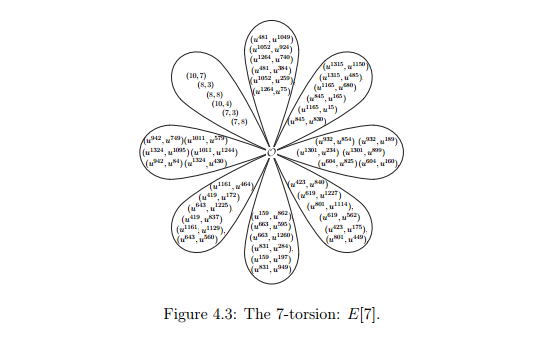 (u^481, u^1049)
(u^1052, u^924)
(u^1264, u^740)
(u^481, u^384)
(u^1052, u^259)
(u^1264, u^75)
(u^1315, u^1150)
(u^1315, u^485)
(u^1165, u^680)
(u^845, u^165)
(u^1165, u^15)
(u^845, u^830)
(10, 7)
(8, 3)
(8, 8)
(10, 4)
(7, 3)
(7, 8)
(u^942, u^749)(u^1011, u^579)
(u^1324, u^1095)(u^1011, u^1244)
(u^942, u^84)(u^1324, u^430)
O
(u^932, u^854) (u^932, u^189)
(u^1301, u^234) (u^1301, u^899)
(u^604, u^825)(u^604, u^160)
(u^1161, u^464)
(u^419, u^172)
(u^643, u^1225)
(u^419, u^837)
(u^1161, u^1129)
(u^643, u^560)
(u^159, u^862)
(u^663, u^595)
(u^663, u^1260)
(u^831, u^284)
(u^159, u^197)
(u^831, u^949)
(u^423, u^840)
(u^619, u^1227)
(u^801, u^1114)
(u^619, u^562)
(u^423, u^175)
(u^801, u^449)
Figure 4.3: The 7-torsion: E[7].